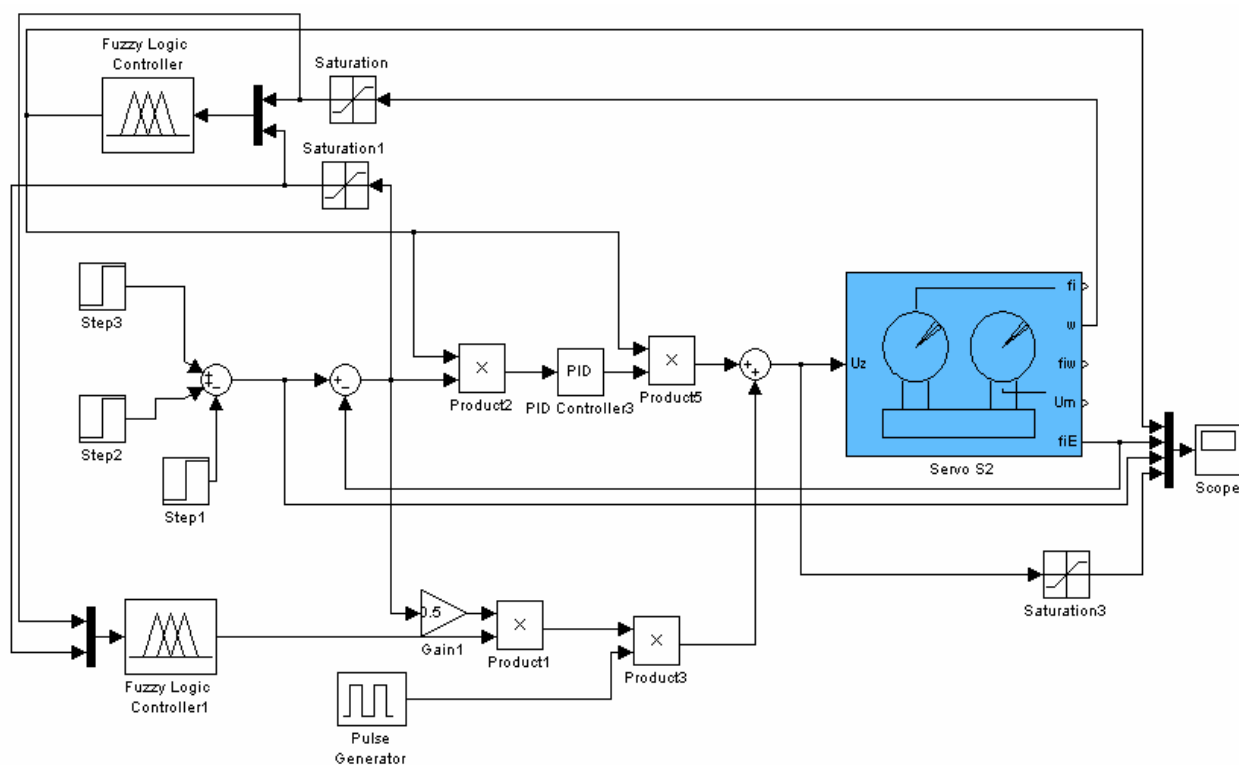 Fuzzy Logic
Controller
Saturation
Saturation1
Step3
fi
w
fiw
Um
fiE
Uz
Servo S2
×
Product2
PID
PID Controller3
×
Product5
+
+
+
-
+
+
-
Step2
Step1
Scope
Saturation3
0.5
Gain1
×
Product1
×
Product3
Fuzzy Logic
Controller1
Pulse
Generator